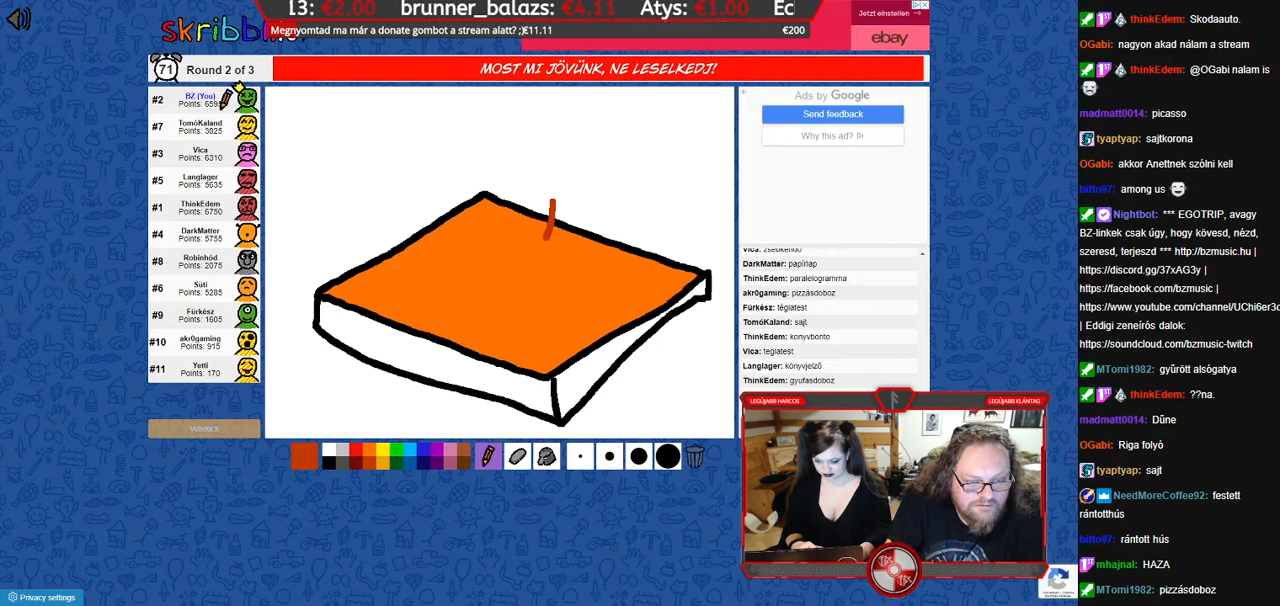 13: €2.00 brunner_balazs: €4.11 Atys: €1.00 Ec
Megnyomtad ma már a donate gombot a stream alatt? ;€11.11 €200
Jetzt einstellen →
ebay
skribbl
71 Round 2 of 3
MOST MI JÖVÜNK, NE LESELKEDJ!
#2 BZ (You)
Points: 6595
#7 TomóKaland
Points: 3825
#3 Vica
Points: 6310
#5 Langlager
Points: 5635
#1 ThinkEdem
Points: 6750
#4 DarkMatter
Points: 5755
#8 Robinhód
Points: 2075
#6 Süti
Points: 5285
#9 Fürkész
Points: 1605
#10 akr0gaming
Points: 915
#11 Yetti
Points: 170
Votekick
Ads by Google
Send feedback
Why this ad?
Vica: zsebkendo
DarkMatter: papírlap
ThinkEdem: paralelogramma
akr0gaming: pizzásdoboz
Fürkész: téglatest
TomóKaland: sajt
ThinkEdem: konyvbonto
Vica: teglatest
Langlager: könyvjelző
ThinkEdem: gyufasdoboz
LEGÚJABB HARCOS
LEGÚJABB KLÁNTAG
Privacy settings
thinkEdem: Skodaauto.
OGabi: nagyon akad nálam a stream
thinkEdem: @OGabi nalam is
madmatt0014: picasso
tyaptyap: sajtkorona
OGabi: akkor Anettnek szólni kell
bitto97: among us
Nightbot: *** EGOTRIP, avagy
BZ-linkek csak úgy, hogy kövesd, nézd,
szeresd, terjeszd *** http://bzmusic.hu |
https://discord.gg/37xAG3y |
https://facebook.com/bzmusic |
https://www.youtube.com/channel/UChi6er3c
| Eddigi zeneírós dalok:
https://soundcloud.com/bzmusic-twitch
MTomi1982: gyűrött alsógatya
thinkEdem: ??na.
madmatt0014: Dűne
OGabi: Riga folyó
tyaptyap: sajt
NeedMoreCoffee92: festett
rántotthús
bitto97: rántott hús
mhajnal: HAZA
MTomi1982: pizzásdoboz